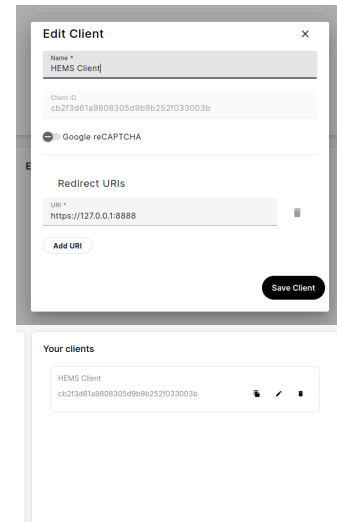 Edit Client
Name *
HEMS Client
Client ID
cb2f3d61a9808305d9b9b252f033003b
Google reCAPTCHA
E
Redirect URIs
URI *
https://127.0.0.1:8888
Add URI
Save Client
Your clients
HEMS Client
cb2f3d61a9808305d9b9b252f033003b